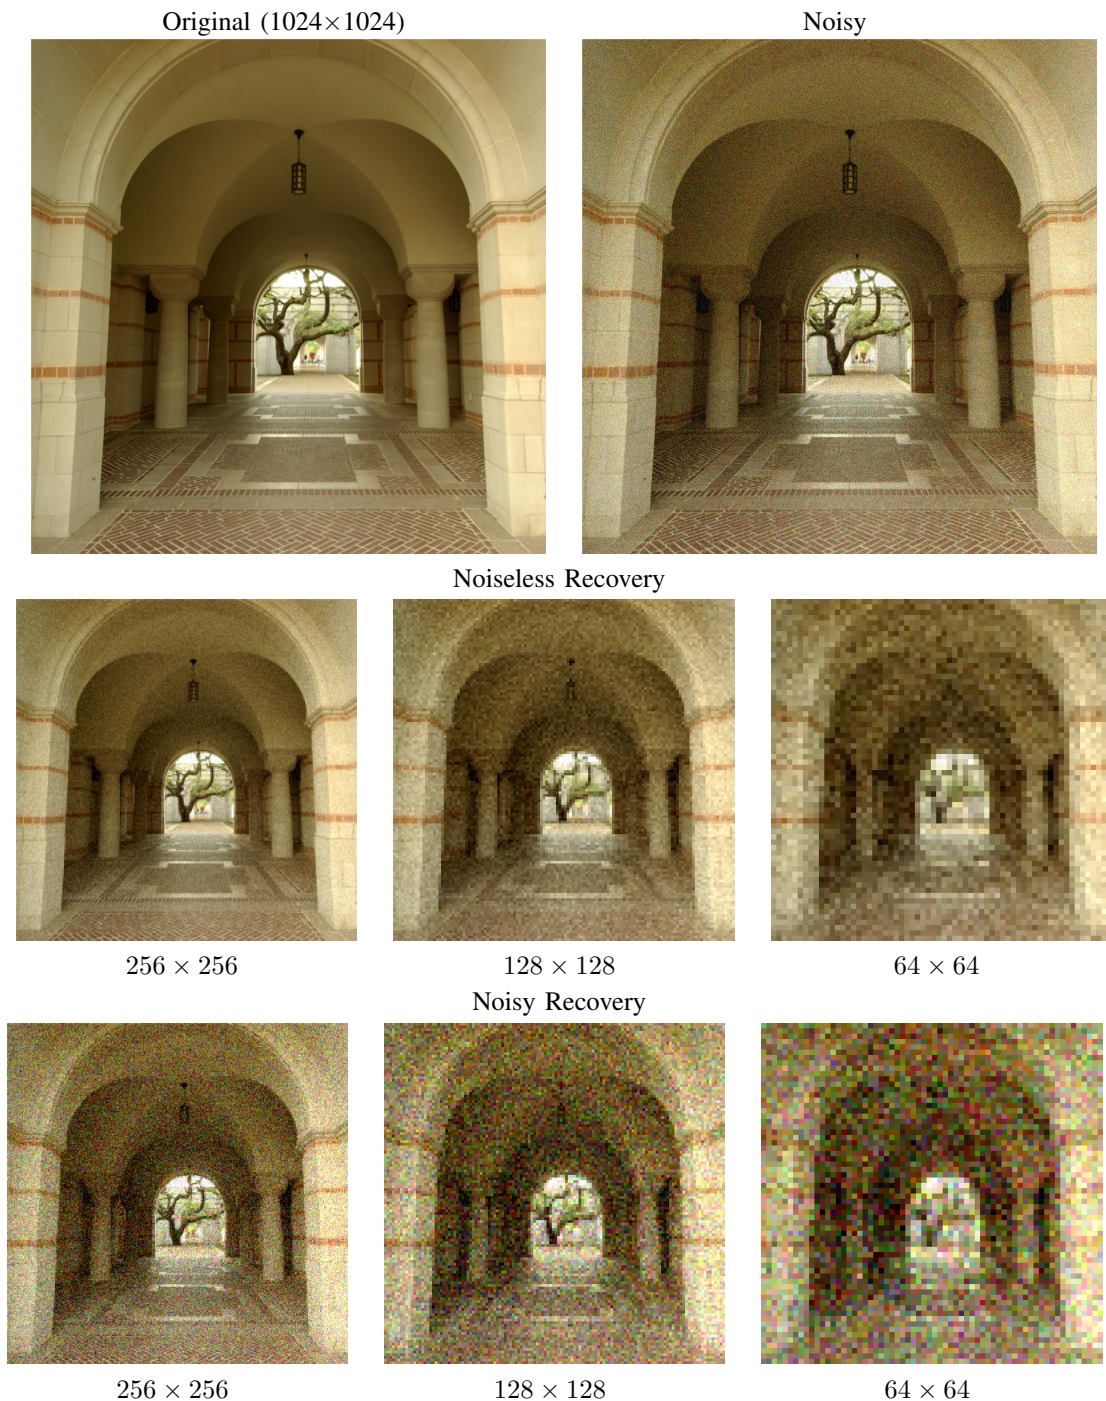 Original (1024×1024)
Noisy
Noiseless Recovery
256 × 256
128 × 128
64 × 64
Noisy Recovery
256 × 256
128 × 128
64 × 64